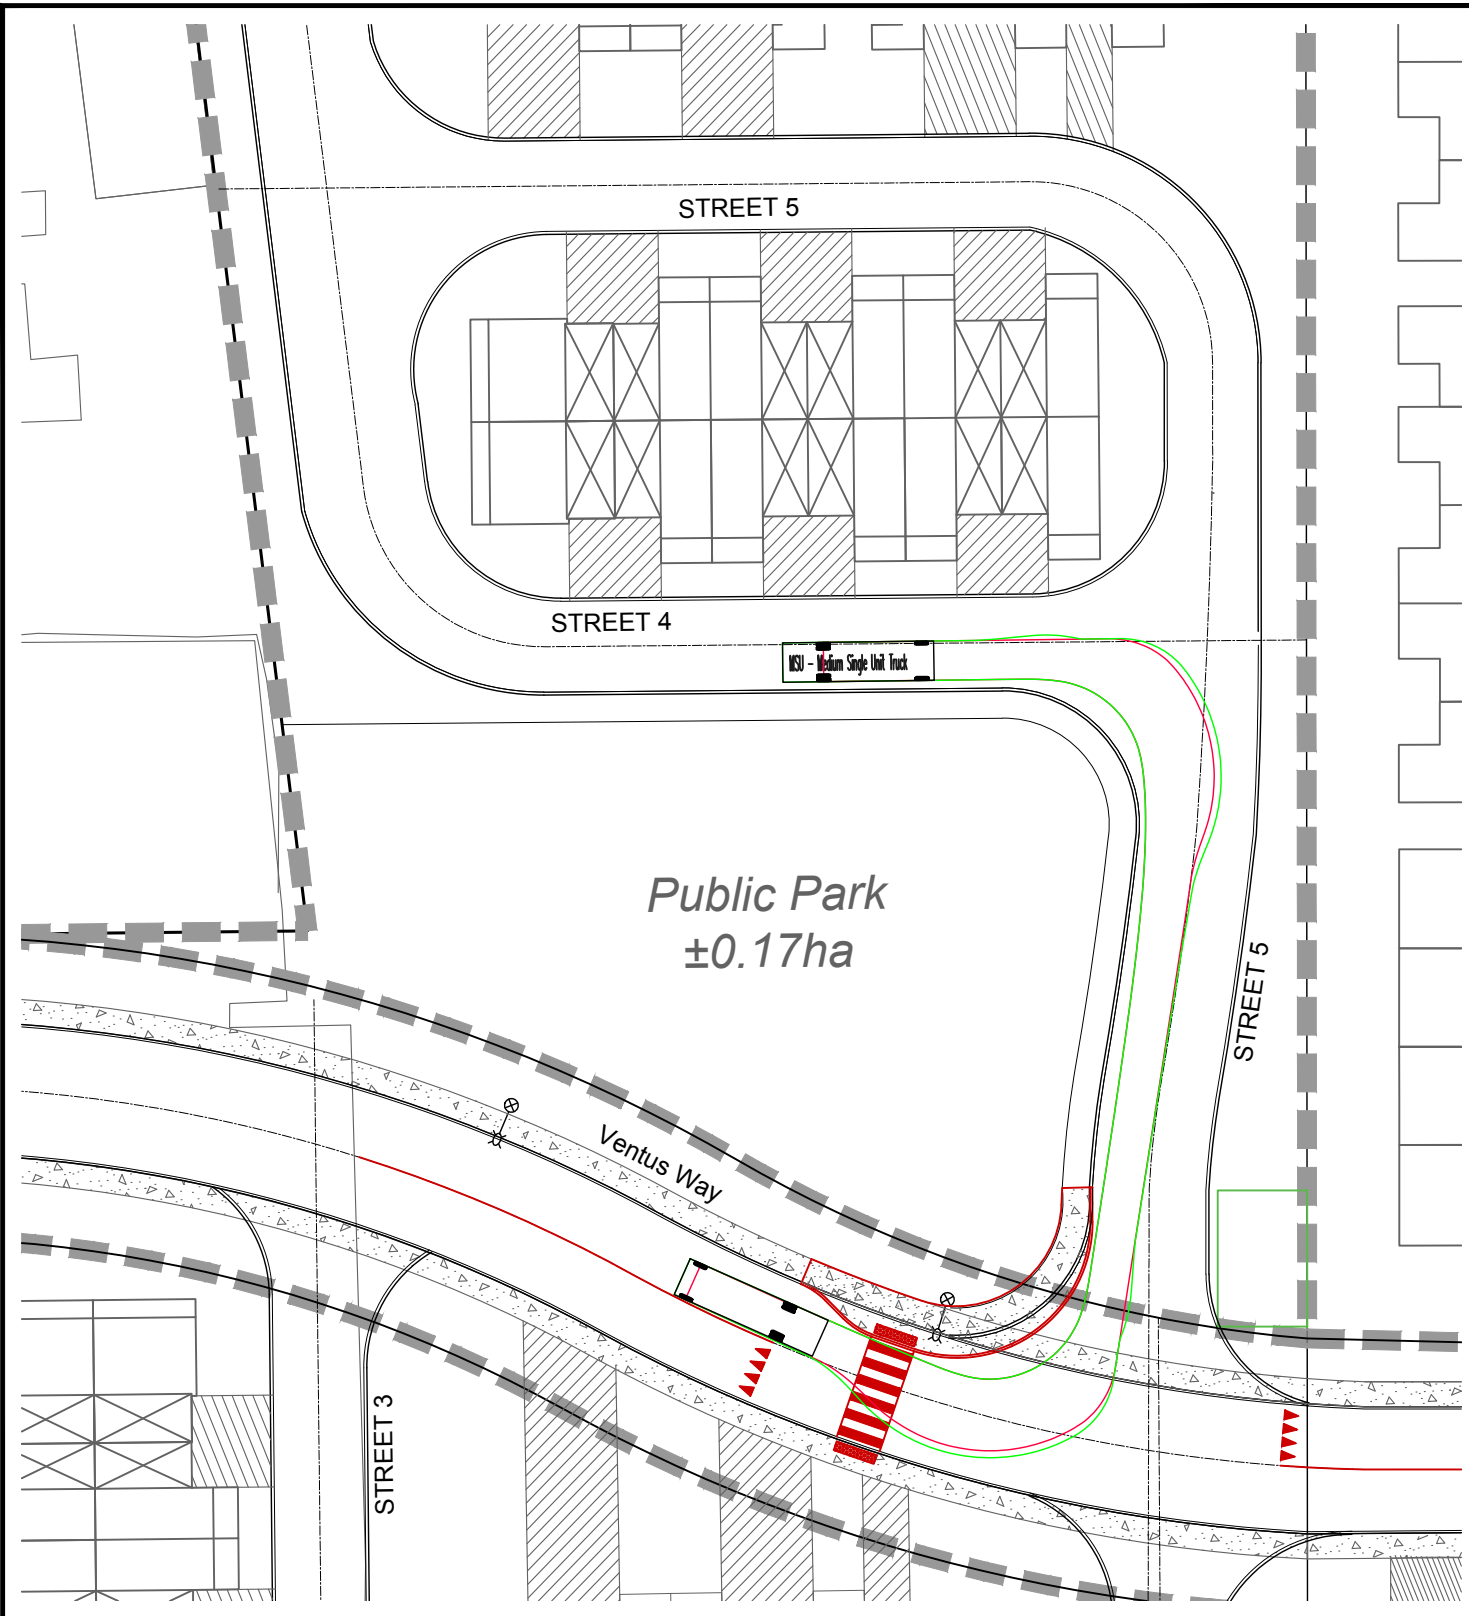 STREET 5
STREET 4
MSU - Medium Single Unit Truck
Public Park
±0.17ha
STREET 5
Ventus Way
STREET 3